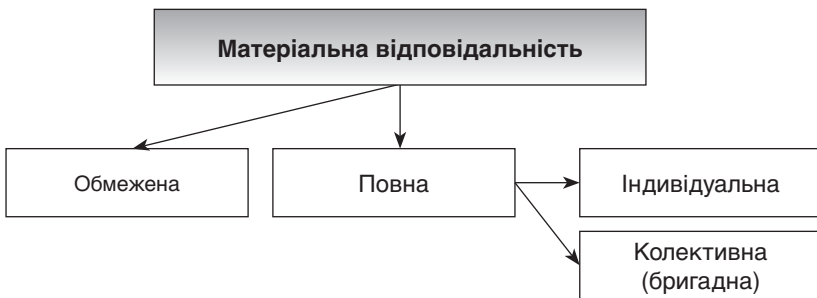 Матеріальна відповідальність
Обмежена
Повна
Індивідуальна
Колективна
(бригадна)